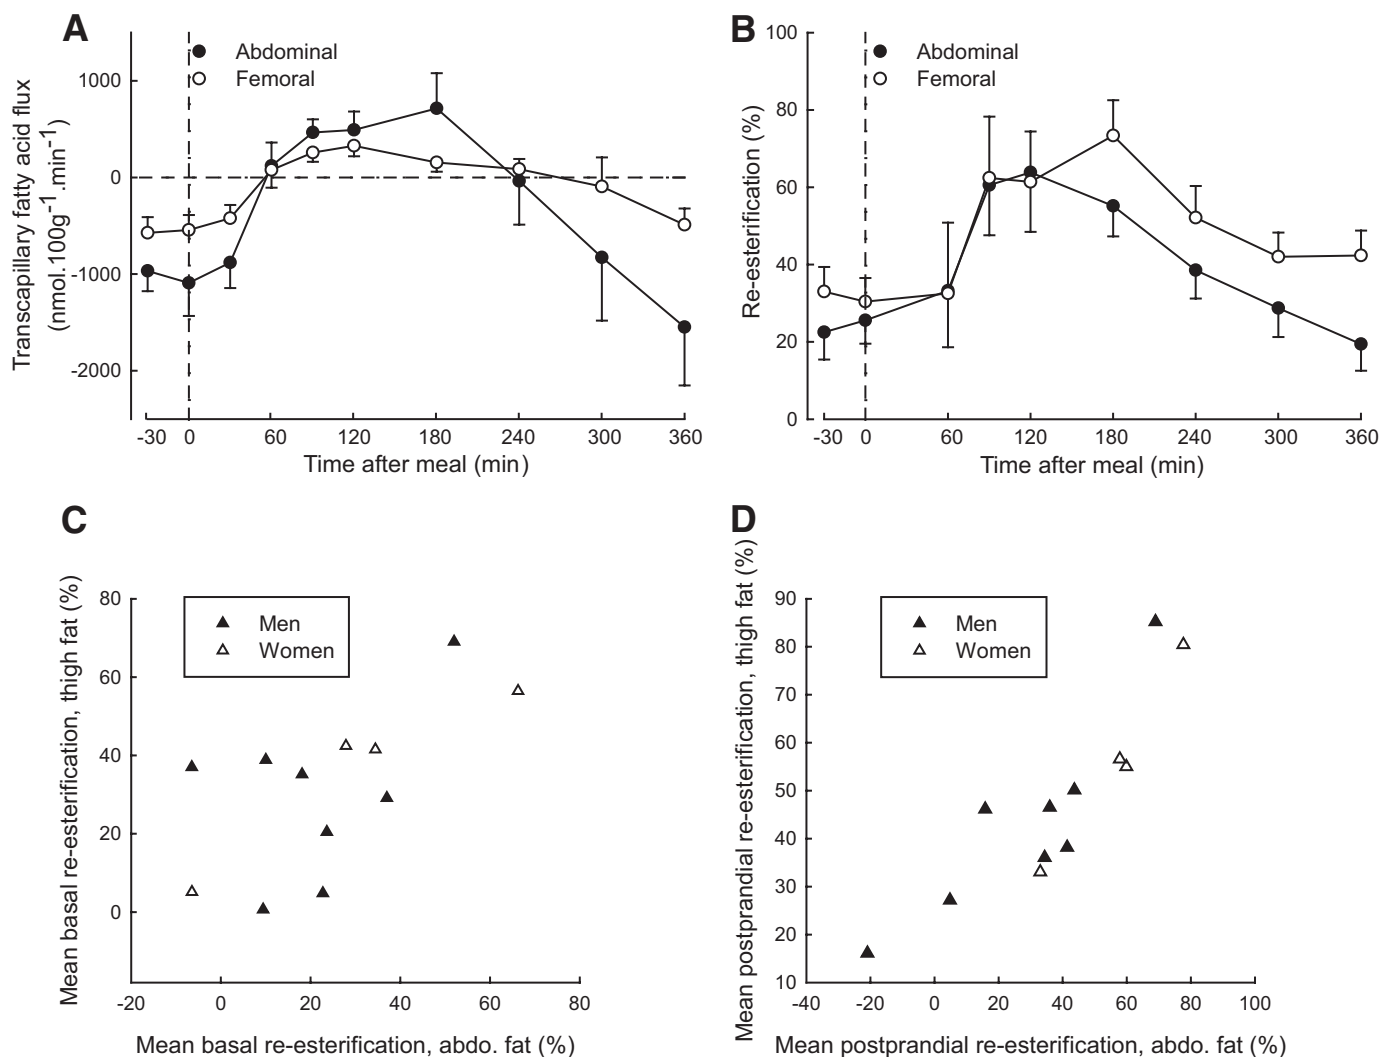 A
Abdominal
Femoral
Transcapillary fatty acid flux
(nmol.100g-1.min-1)
1000
0
-1000
-2000
-30 0 60 120 180 240 300 360
Time after meal (min)
B
Abdominal
Femoral
Re-esterification (%)
100
80
60
40
20
0
-30 0 60 120 180 240 300 360
Time after meal (min)
C
Men
Women
Mean basal re-esterification, thigh fat (%)
80
60
40
20
0
-20 0 20 40 60 80
Mean basal re-esterification, abdo. fat (%)
D
Men
Women
Mean postprandial re-esterification, thigh fat (%)
90
80
70
60
50
40
30
20
10
-40 -20 0 20 40 60 80 100
Mean postprandial re-esterification, abdo. fat (%)